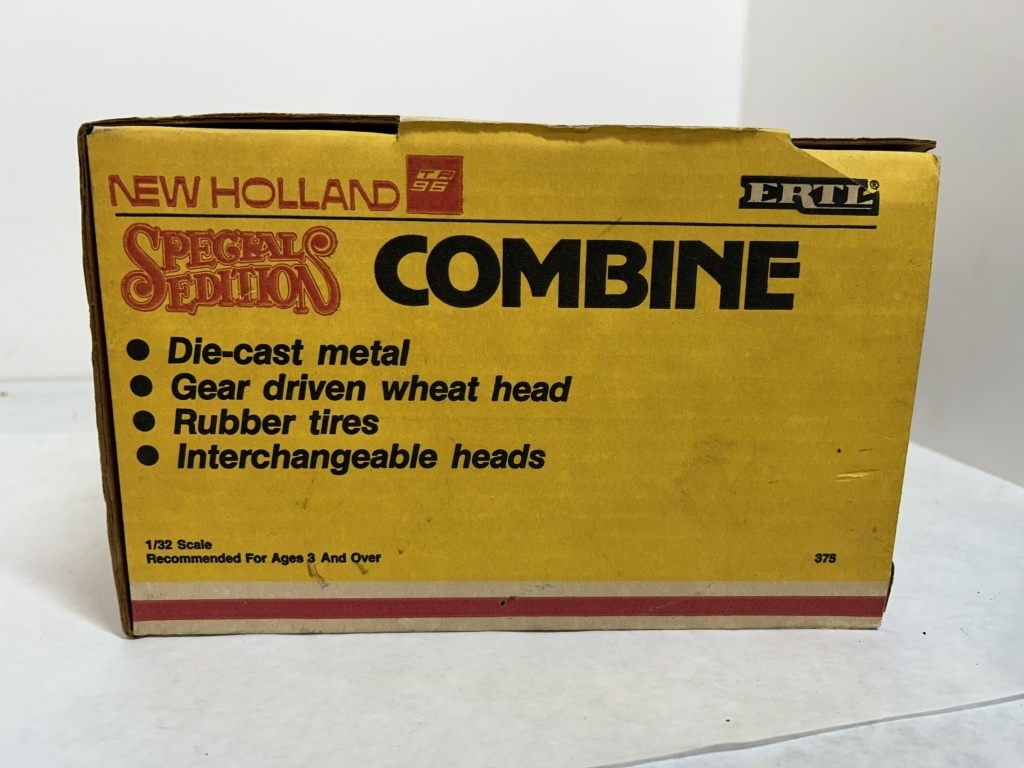 NEW HOLLAND TR 96
ERTL®
SPECIAL EDITION
COMBINE
● Die-cast metal
● Gear driven wheat head
● Rubber tires
● Interchangeable heads
1/32 Scale
Recommended For Ages 3 And Over
375